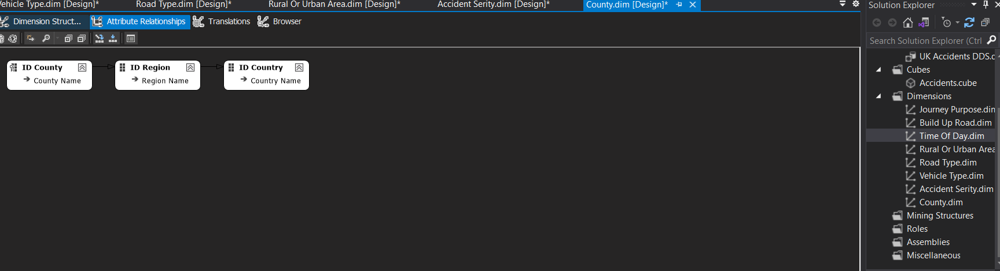 Vehicle Type.dim [Design]* Road Type.dim [Design]* Rural Or Urban Area.dim [Design]* Accident Serity.dim [Design]* County.dim [Design]*
Dimension Struct... Attribute Relationships Translations Browser
ID County
County Name
ID Region
Region Name
ID Country
Country Name
Solution Explorer
Search Solution Explorer (Ctrl
UK Accidents DDS.c
Cubes
Accidents.cube
Dimensions
Journey Purpose.dim
Build Up Road.dim
Time Of Day.dim
Rural Or Urban Area
Road Type.dim
Vehicle Type.dim
Accident Serity.dim
County.dim
Mining Structures
Roles
Assemblies
Miscellaneous